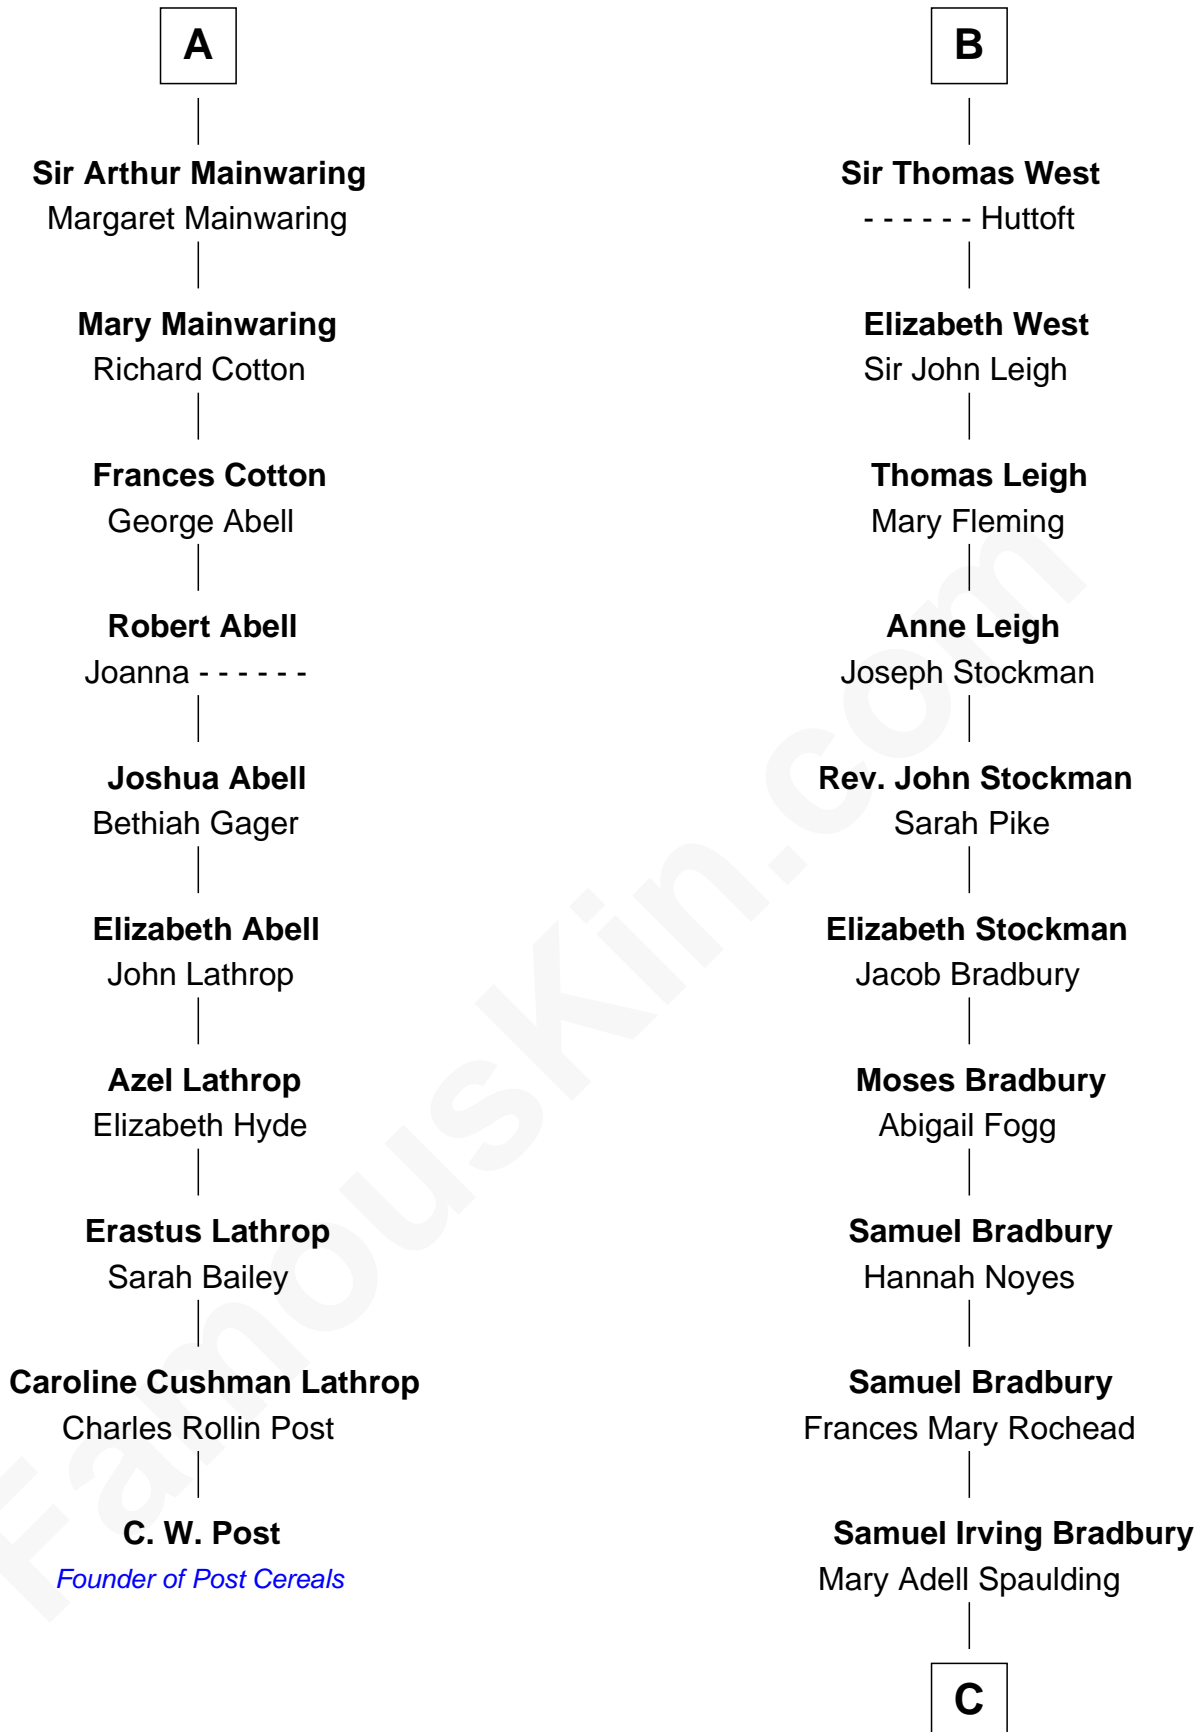 A
Sir Arthur Mainwaring
Margaret Mainwaring
Mary Mainwaring
Richard Cotton
Frances Cotton
George Abell
Robert Abell
Joanna - - - - - -
Joshua Abell
Bethiah Gager
Elizabeth Abell
John Lathrop
Azel Lathrop
Elizabeth Hyde
Erastus Lathrop
Sarah Bailey
Caroline Cushman Lathrop
Charles Rollin Post
C. W. Post
Founder of Post Cereals
B
Sir Thomas West
- - - - - - Huttoft
Elizabeth West
Sir John Leigh
Thomas Leigh
Mary Fleming
Anne Leigh
Joseph Stockman
Rev. John Stockman
Sarah Pike
Elizabeth Stockman
Jacob Bradbury
Moses Bradbury
Abigail Fogg
Samuel Bradbury
Hannah Noyes
Samuel Bradbury
Frances Mary Rochead
Samuel Irving Bradbury
Mary Adell Spaulding
C
FamousKin.com